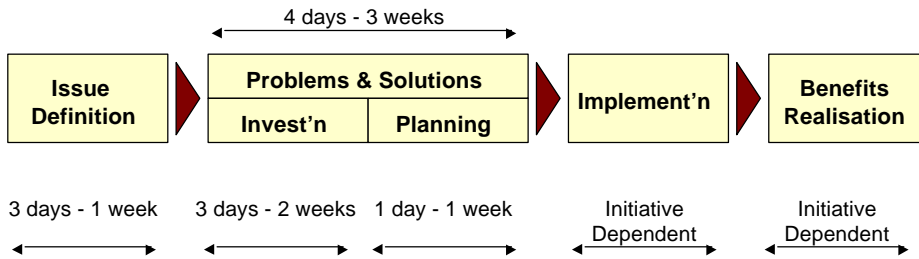 4 days - 3 weeks
Issue
Definition
Problems & Solutions
Invest'n
Planning
Implement'n
Benefits
Realisation
3 days - 1 week
3 days - 2 weeks
1 day - 1 week
Initiative
Dependent
Initiative
Dependent